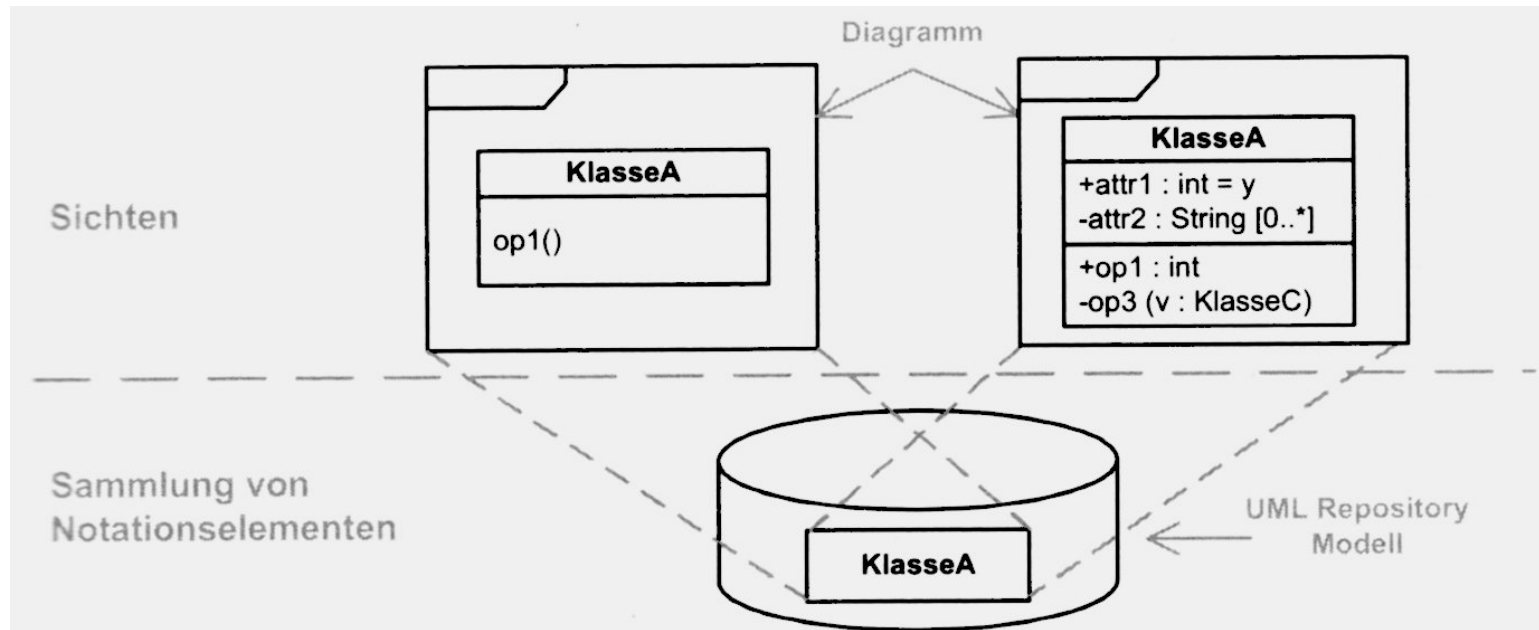 Diagramm
KlasseA
op1()
KlasseA
+attr1 : int = y
-attr2 : String [0..*]
+op1 : int
-op3 (v : KlasseC)
Sichten
Sammlung von
Notationselementen
KlasseA
UML Repository
Modell